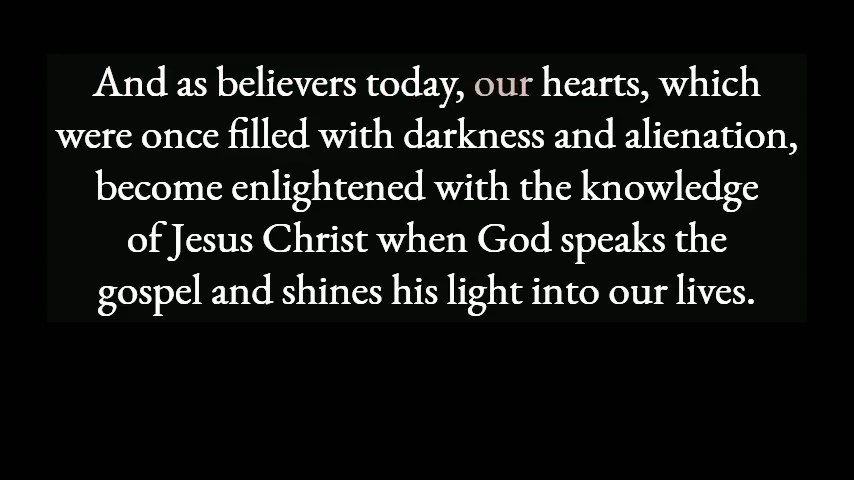 And as believers today, our hearts, which
were once filled with darkness and alienation,
become enlightened with the knowledge
of Jesus Christ when God speaks the
gospel and shines his light into our lives.